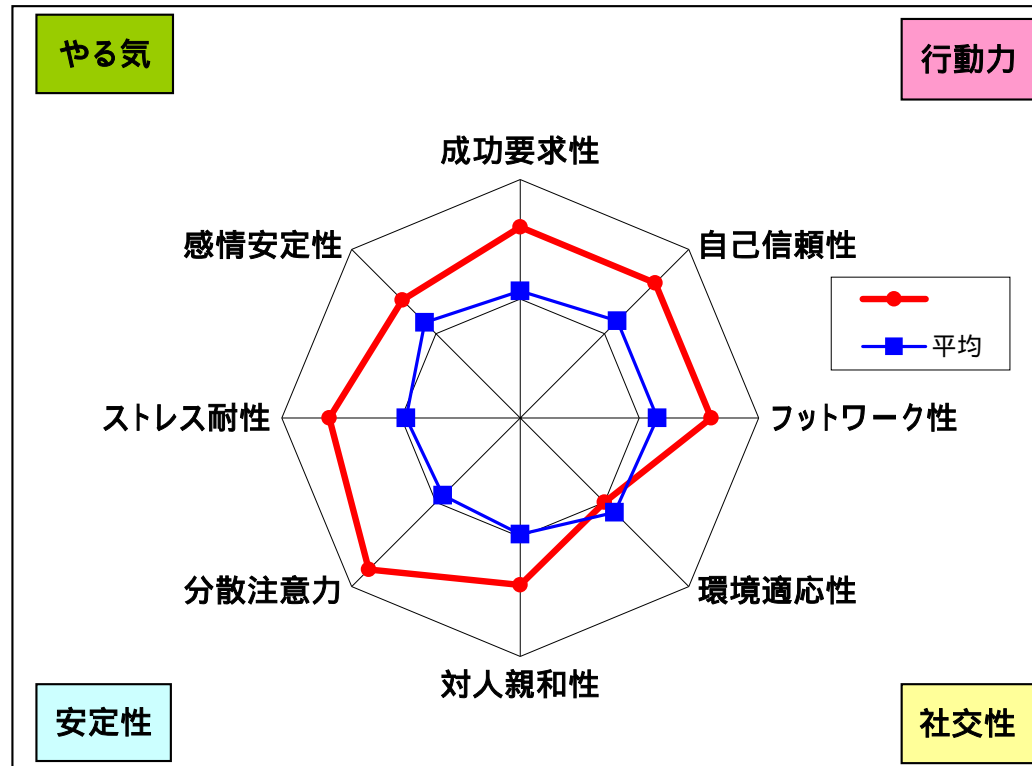 やる気
行動力
成功要求性
感情安定性
自己信頼性
平均
ストレス耐性
フットワーク性
分散注意力
環境適応性
対人親和性
安定性
社交性